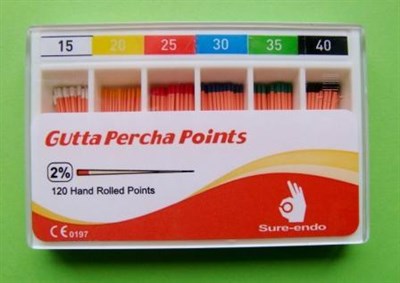 15 20 25 30 35 40
Gutta Percha Points
2%
120 Hand Rolled Points
CE 0197
Sure-endo